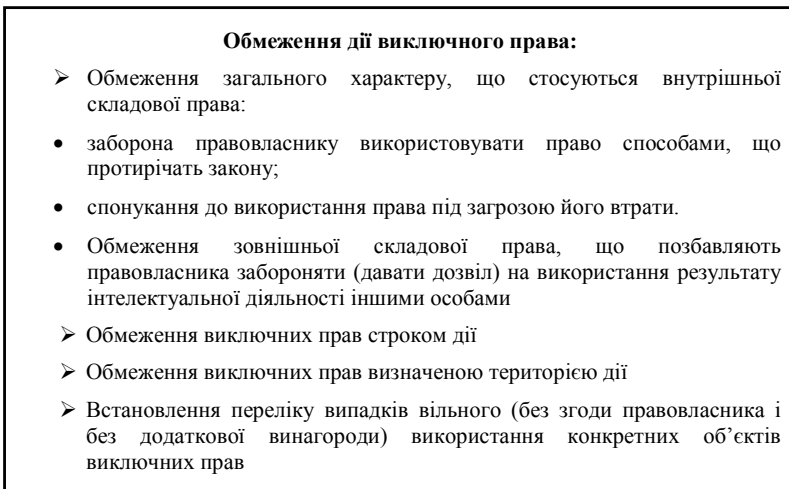 Обмеження дії виключного права:
➢ Обмеження загального характеру, що стосуються внутрішньої
складової права:
• заборона правовласнику використовувати право способами, що
протирічать закону;
• спонукання до використання права під загрозою його втрати.
• Обмеження зовнішньої складової права, що позбавляють
правовласника забороняти (давати дозвіл) на використання результату
інтелектуальної діяльності іншими особами
➢ Обмеження виключних прав строком дії
➢ Обмеження виключних прав визначеною територією дії
➢ Встановлення переліку випадків вільного (без згоди правовласника і
без додаткової винагороди) використання конкретних об’єктів
виключних прав